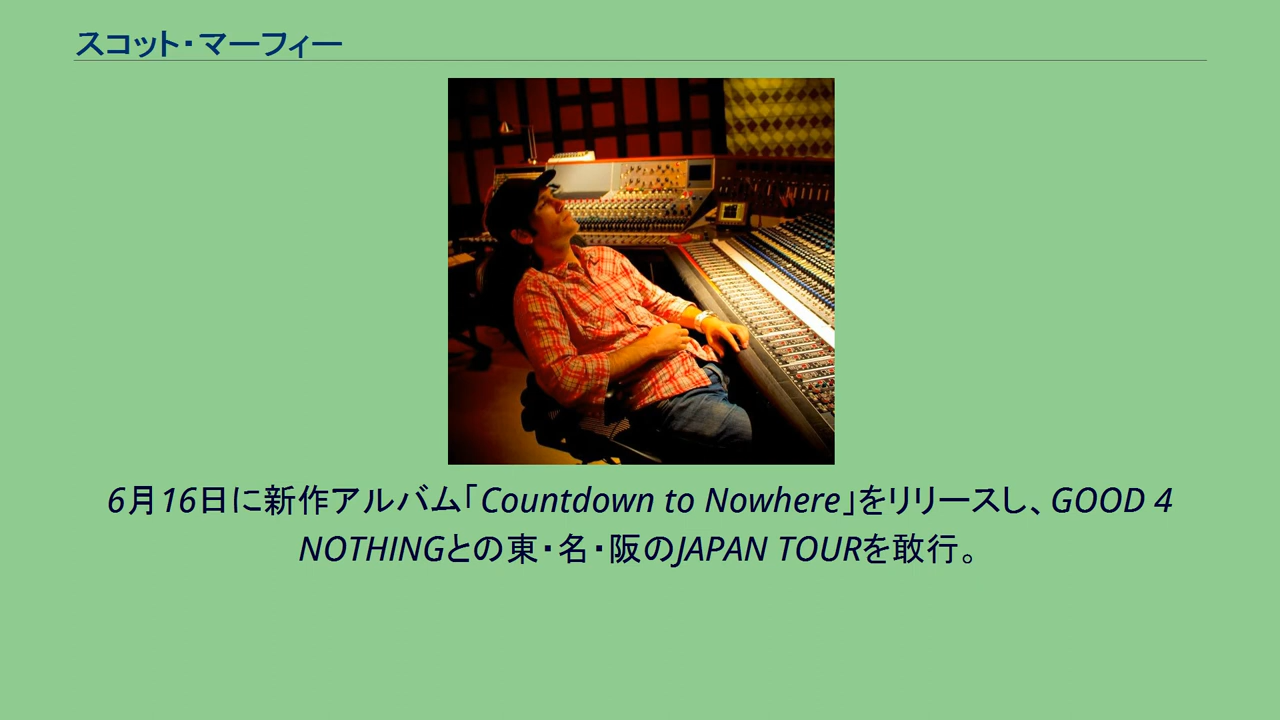 スコット・マーフィー
6月16日に新作アルバム「Countdown to Nowhere」をリリースし、GOOD 4
NOTHINGとの東・名・阪のJAPAN TOURを敢行。